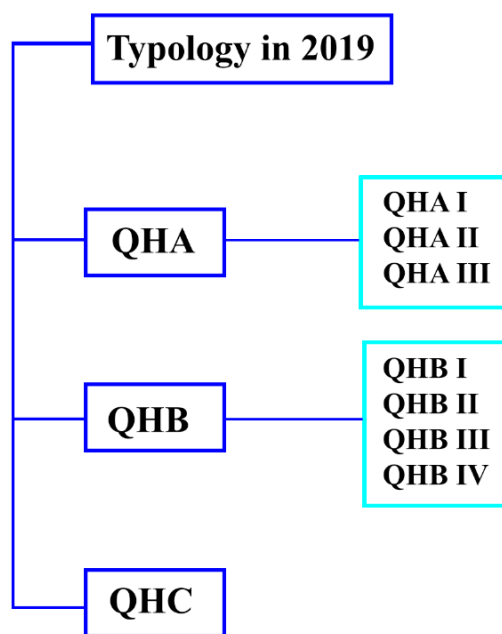 Typology in 2019
QHA
QHA I
QHA II
QHA III
QHB
QHB I
QHB II
QHB III
QHB IV
QHC